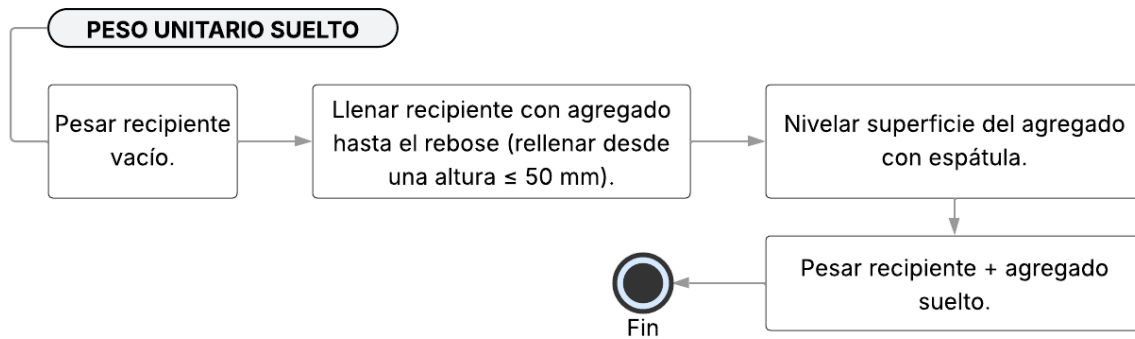 PESO UNITARIO SUELTO
Pesar recipiente
vacío.
Llenar recipiente con agregado
hasta el rebose (rellenar desde
una altura ≤ 50 mm).
Nivelar superficie del agregado
con espátula.
Pesar recipiente + agregado
suelto.
Fin